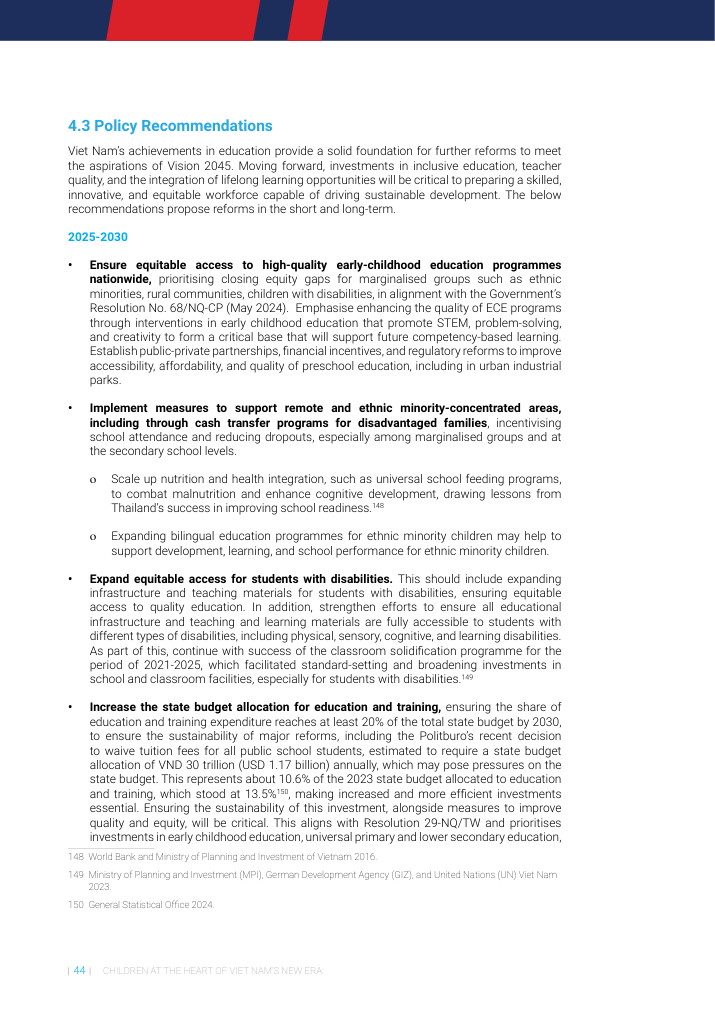 4.3 Policy Recommendations
Viet Nam's achievements in education provide a solid foundation for further reforms to meet
the aspirations of Vision 2045. Moving forward, investments in inclusive education, teacher
quality, and the integration of lifelong learning opportunities will be critical to preparing a skilled,
innovative, and equitable workforce capable of driving sustainable development. The below
recommendations propose reforms in the short and long-term.
2025-2030
• Ensure equitable access to high-quality early-childhood education programmes
nationwide, prioritising closing equity gaps for marginalised groups such as ethnic
minorities, rural communities, children with disabilities, in alignment with the Government's
Resolution No. 68/NQ-CP (May 2024). Emphasise enhancing the quality of ECE programs
through interventions in early childhood education that promote STEM, problem-solving,
and creativity to form a critical base that will support future competency-based learning.
Establish public-private partnerships, financial incentives, and regulatory reforms to improve
accessibility, affordability, and quality of preschool education, including in urban industrial
parks.
• Implement measures to support remote and ethnic minority-concentrated areas,
including through cash transfer programs for disadvantaged families, incentivising
school attendance and reducing dropouts, especially among marginalised groups and at
the secondary school levels.
o Scale up nutrition and health integration, such as universal school feeding programs,
to combat malnutrition and enhance cognitive development, drawing lessons from
Thailand's success in improving school readiness.148
o Expanding bilingual education programmes for ethnic minority children may help to
support development, learning, and school performance for ethnic minority children.
• Expand equitable access for students with disabilities. This should include expanding
infrastructure and teaching materials for students with disabilities, ensuring equitable
access to quality education. In addition, strengthen efforts to ensure all educational
infrastructure and teaching and learning materials are fully accessible to students with
different types of disabilities, including physical, sensory, cognitive, and learning disabilities.
As part of this, continue with success of the classroom solidification programme for the
period of 2021-2025, which facilitated standard-setting and broadening investments in
school and classroom facilities, especially for students with disabilities.149
• Increase the state budget allocation for education and training, ensuring the share of
education and training expenditure reaches at least 20% of the total state budget by 2030,
to ensure the sustainability of major reforms, including the Politburo's recent decision
to waive tuition fees for all public school students, estimated to require a state budget
allocation of VND 30 trillion (USD 1.17 billion) annually, which may pose pressures on the
state budget. This represents about 10.6% of the 2023 state budget allocated to education
and training, which stood at 13.5%150, making increased and more efficient investments
essential. Ensuring the sustainability of this investment, alongside measures to improve
quality and equity, will be critical. This aligns with Resolution 29-NQ/TW and prioritises
investments in early childhood education, universal primary and lower secondary education,
148 World Bank and Ministry of Planning and Investment of Vietnam 2016.
149 Ministry of Planning and Investment (MPI), German Development Agency (GIZ), and United Nations (UN) Viet Nam
2023.
150 General Statistical Office 2024.
| 44 | CHILDREN AT THE HEART OF VIET NAM'S NEW ERA